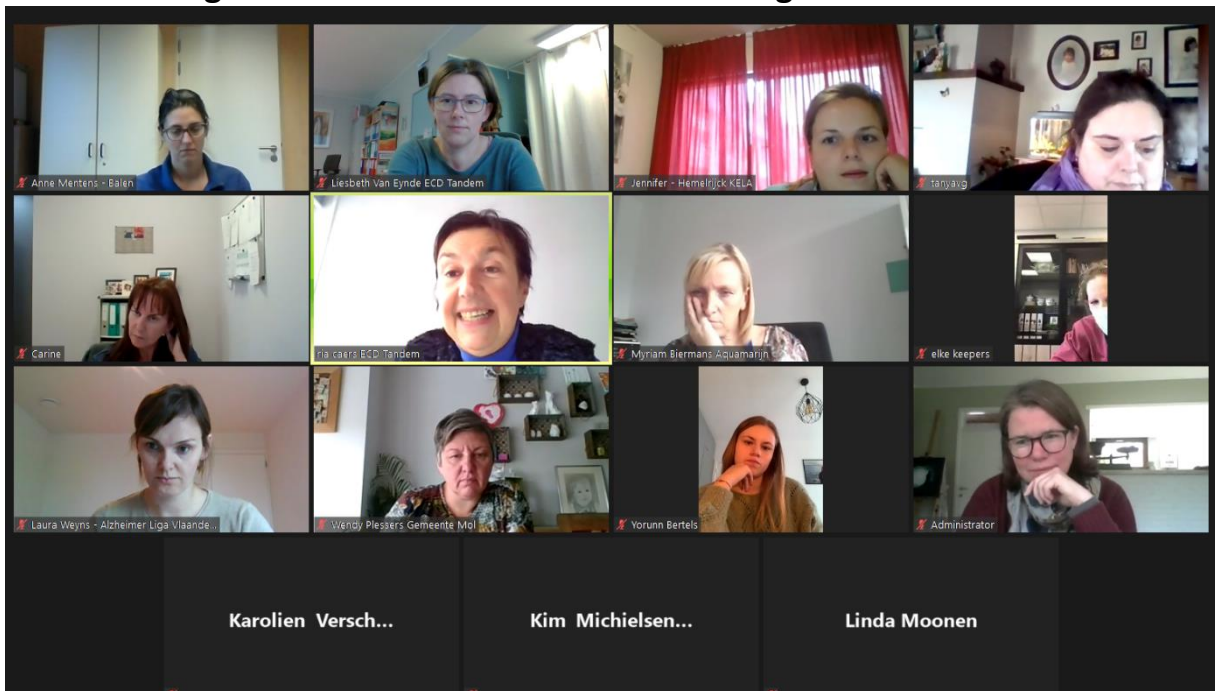 Anne Mentens - Balen
Liesbeth Van Eynde ECD Tandem
Jennifer - Hemelrijck KELA
tanyavg
Carine
ria caers ECD Tandem
Myriam Biermans Aquamarijn
elke keepers
Laura Weyns - Alzheimer Liga Vlaande...
Wendy Plessers Gemeente Mol
Yorunn Bertels
Administrator
Karolien Versch...
Kim Michielsen...
Linda Moonen